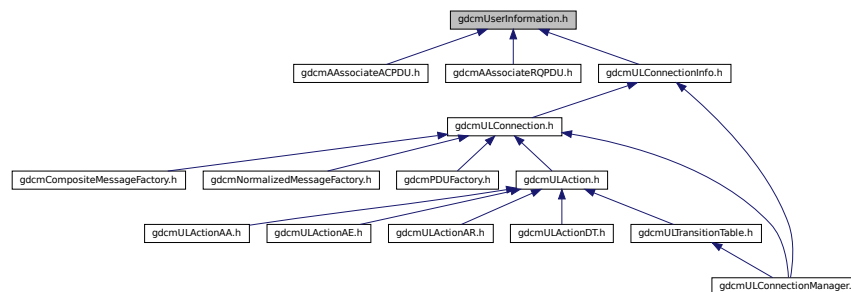 gdcmUserInformation.h
gdcmAAssociateACPDU.h
gdcmAAssociateRQPDU.h
gdcmULConnectionInfo.h
gdcmULConnection.h
gdcmCompositeMessageFactory.h
gdcmNormalizedMessageFactory.h
gdcmPDUFactory.h
gdcmULAction.h
gdcmULActionAA.h
gdcmULActionAE.h
gdcmULActionAR.h
gdcmULActionDT.h
gdcmULTransitionTable.h
gdcmULConnectionManager.